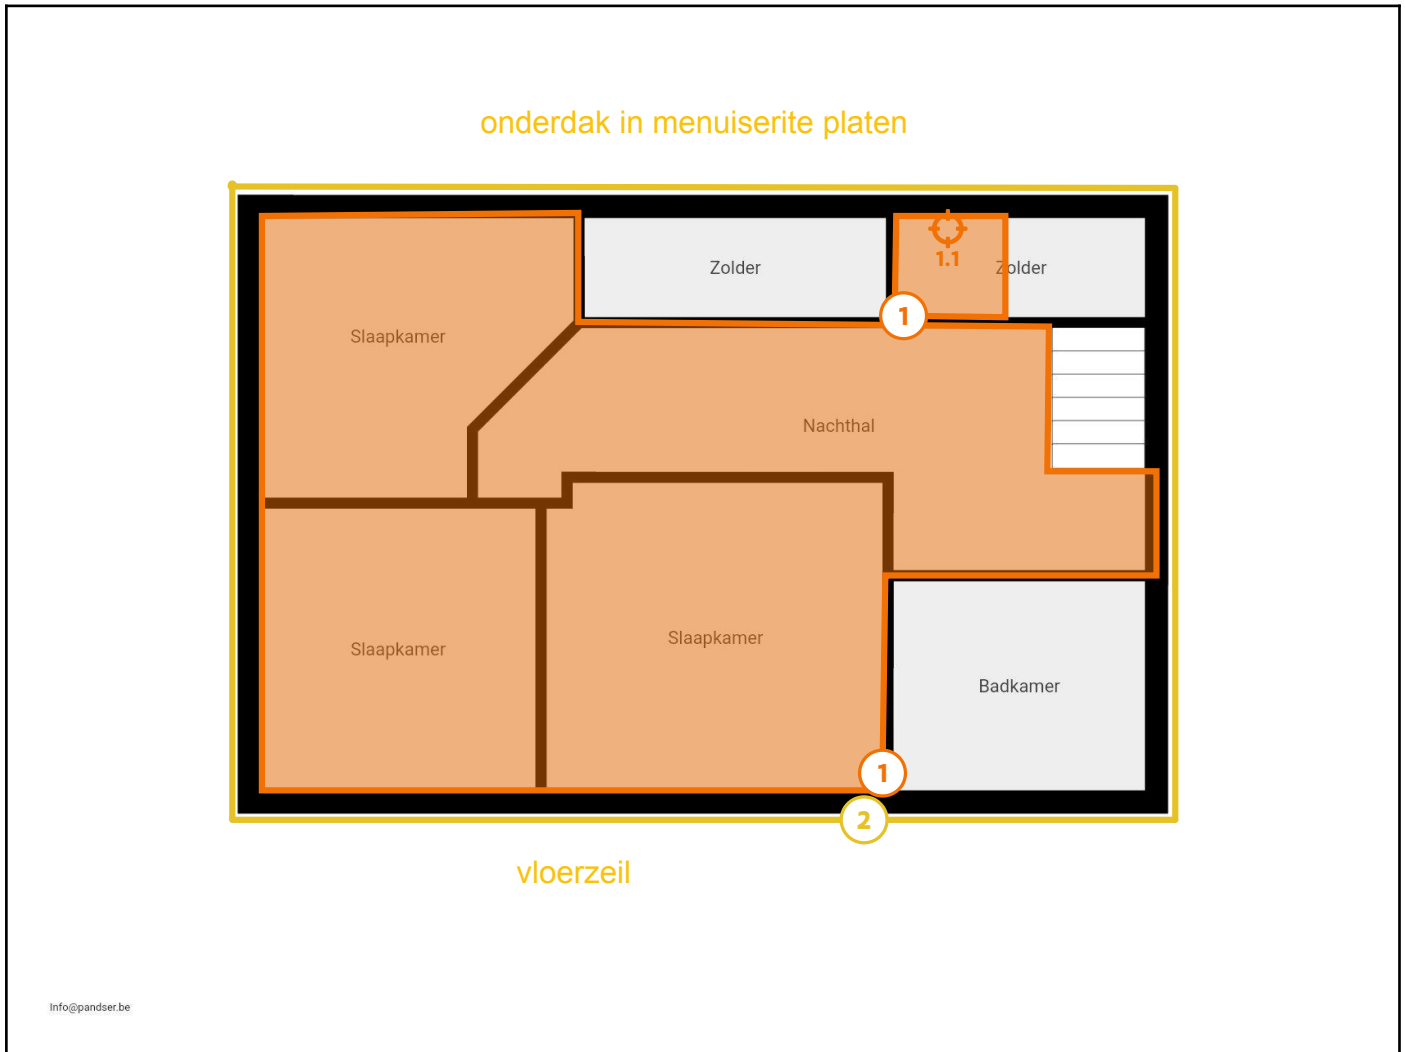 onderdak in menuiserite platen
Zolder
1.1
Zolder
1
Slaapkamer
Nachthal
Slaapkamer
Slaapkamer
Badkamer
1
2
vloerzeil
Info@pandser.be